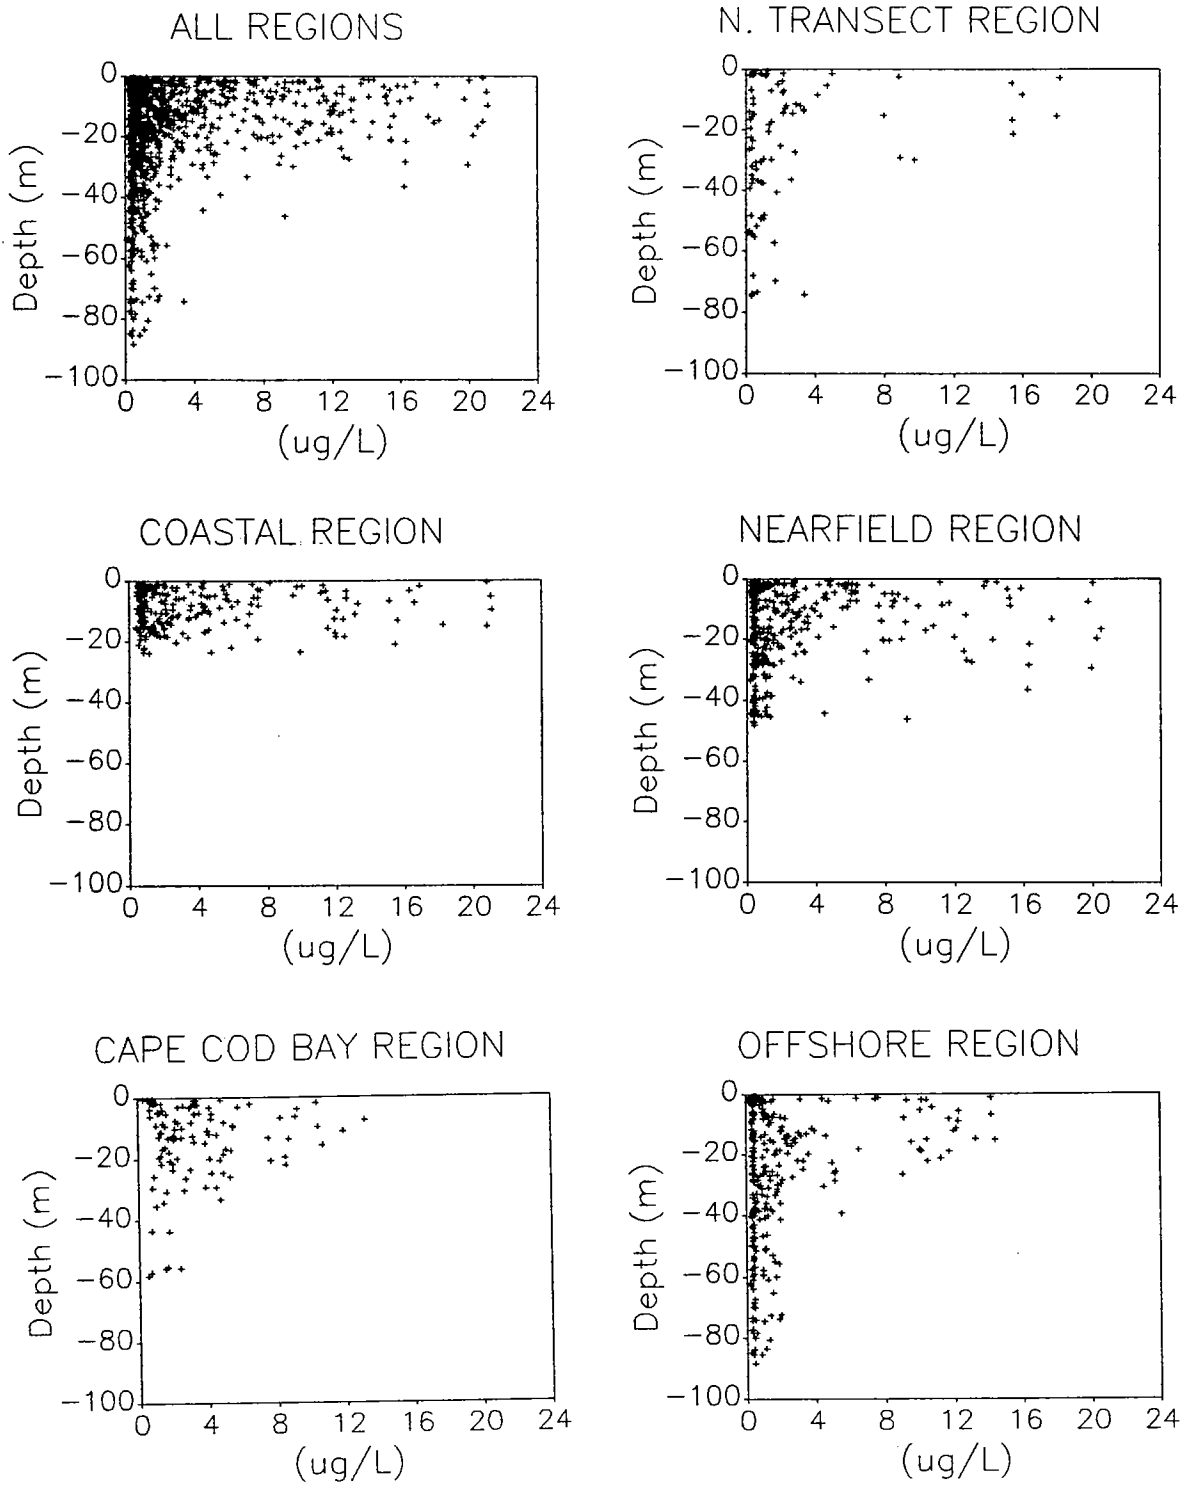 ALL REGIONS
0
−20
−40
−60
−80
−100
Depth (m)
0 4 8 12 16 20 24
(ug/L)
N. TRANSECT REGION
0
−20
−40
−60
−80
−100
Depth (m)
0 4 8 12 16 20 24
(ug/L)
COASTAL REGION
0
−20
−40
−60
−80
−100
Depth (m)
0 4 8 12 16 20 24
(ug/L)
NEARFIELD REGION
0
−20
−40
−60
−80
−100
Depth (m)
0 4 8 12 16 20 24
(ug/L)
CAPE COD BAY REGION
0
−20
−40
−60
−80
−100
Depth (m)
0 4 8 12 16 20 24
(ug/L)
OFFSHORE REGION
0
−20
−40
−60
−80
−100
Depth (m)
0 4 8 12 16 20 24
(ug/L)